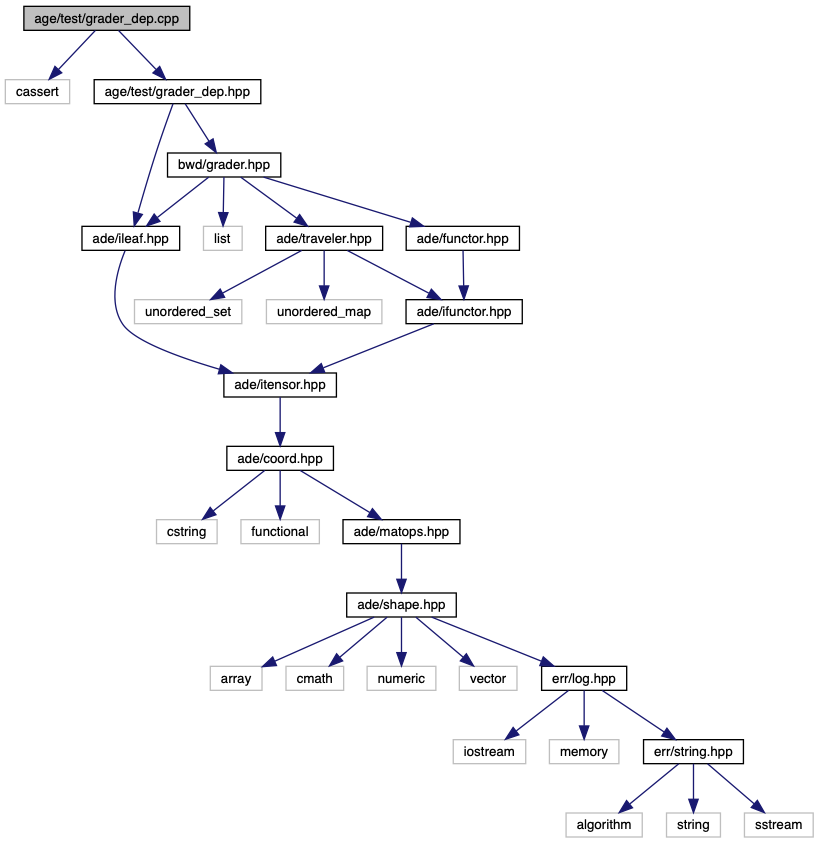 age/test/grader_dep.cpp
cassert
age/test/grader_dep.hpp
bwd/grader.hpp
ade/ileaf.hpp
list
ade/traveler.hpp
ade/functor.hpp
unordered_set
unordered_map
ade/ifunctor.hpp
ade/itensor.hpp
ade/coord.hpp
cstring
functional
ade/matops.hpp
ade/shape.hpp
array
cmath
numeric
vector
err/log.hpp
iostream
memory
err/string.hpp
algorithm
string
sstream